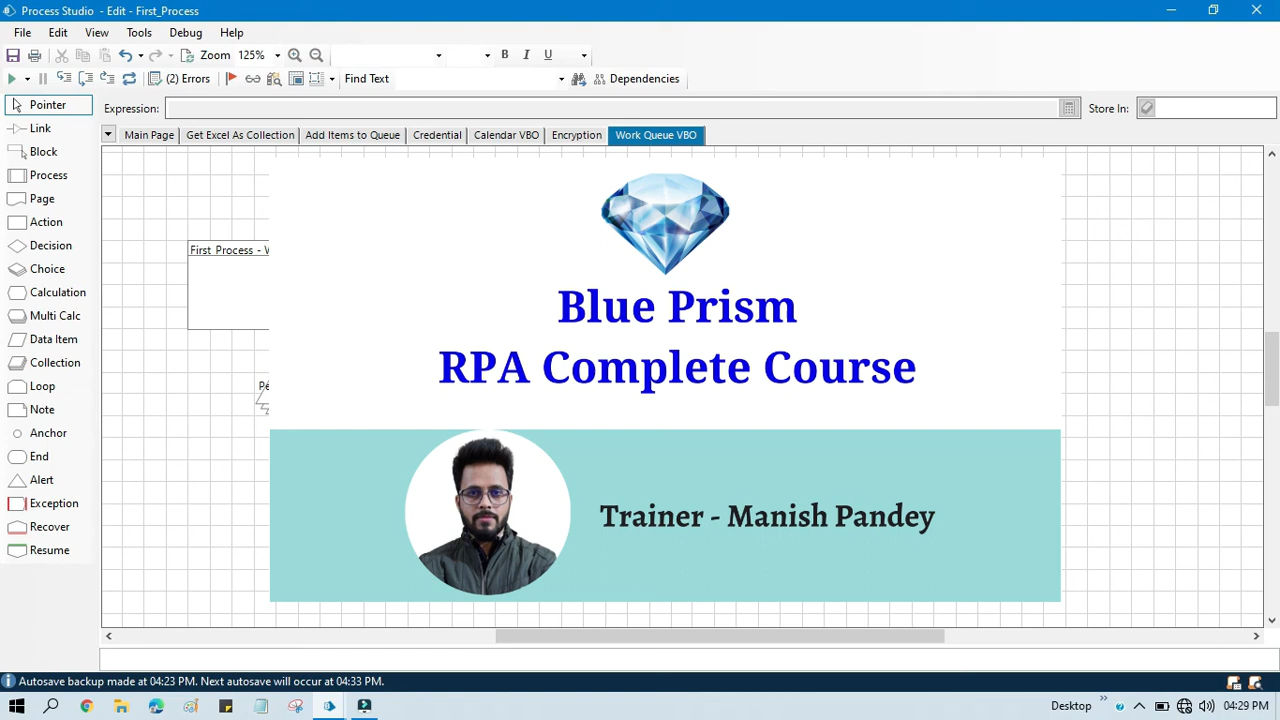 Process Studio - Edit - First_Process
File Edit View Tools Debug Help
Zoom 125% B I U
(2) Errors Find Text Dependencies
Expression: Store In:
Pointer
Link
Block
Process
Page
Action
Decision
Choice
Calculation
Multi Calc
Data Item
Collection
Loop
Note
Anchor
End
Alert
Exception
Recover
Resume
Main Page Get Excel As Collection Add Items to Queue Credential Calendar VBO Encryption Work Queue VBO
First Process - W
Blue Prism
RPA Complete Course
Trainer - Manish Pandey
Autosave backup made at 04:23 PM. Next autosave will occur at 04:33 PM.
Desktop 04:29 PM